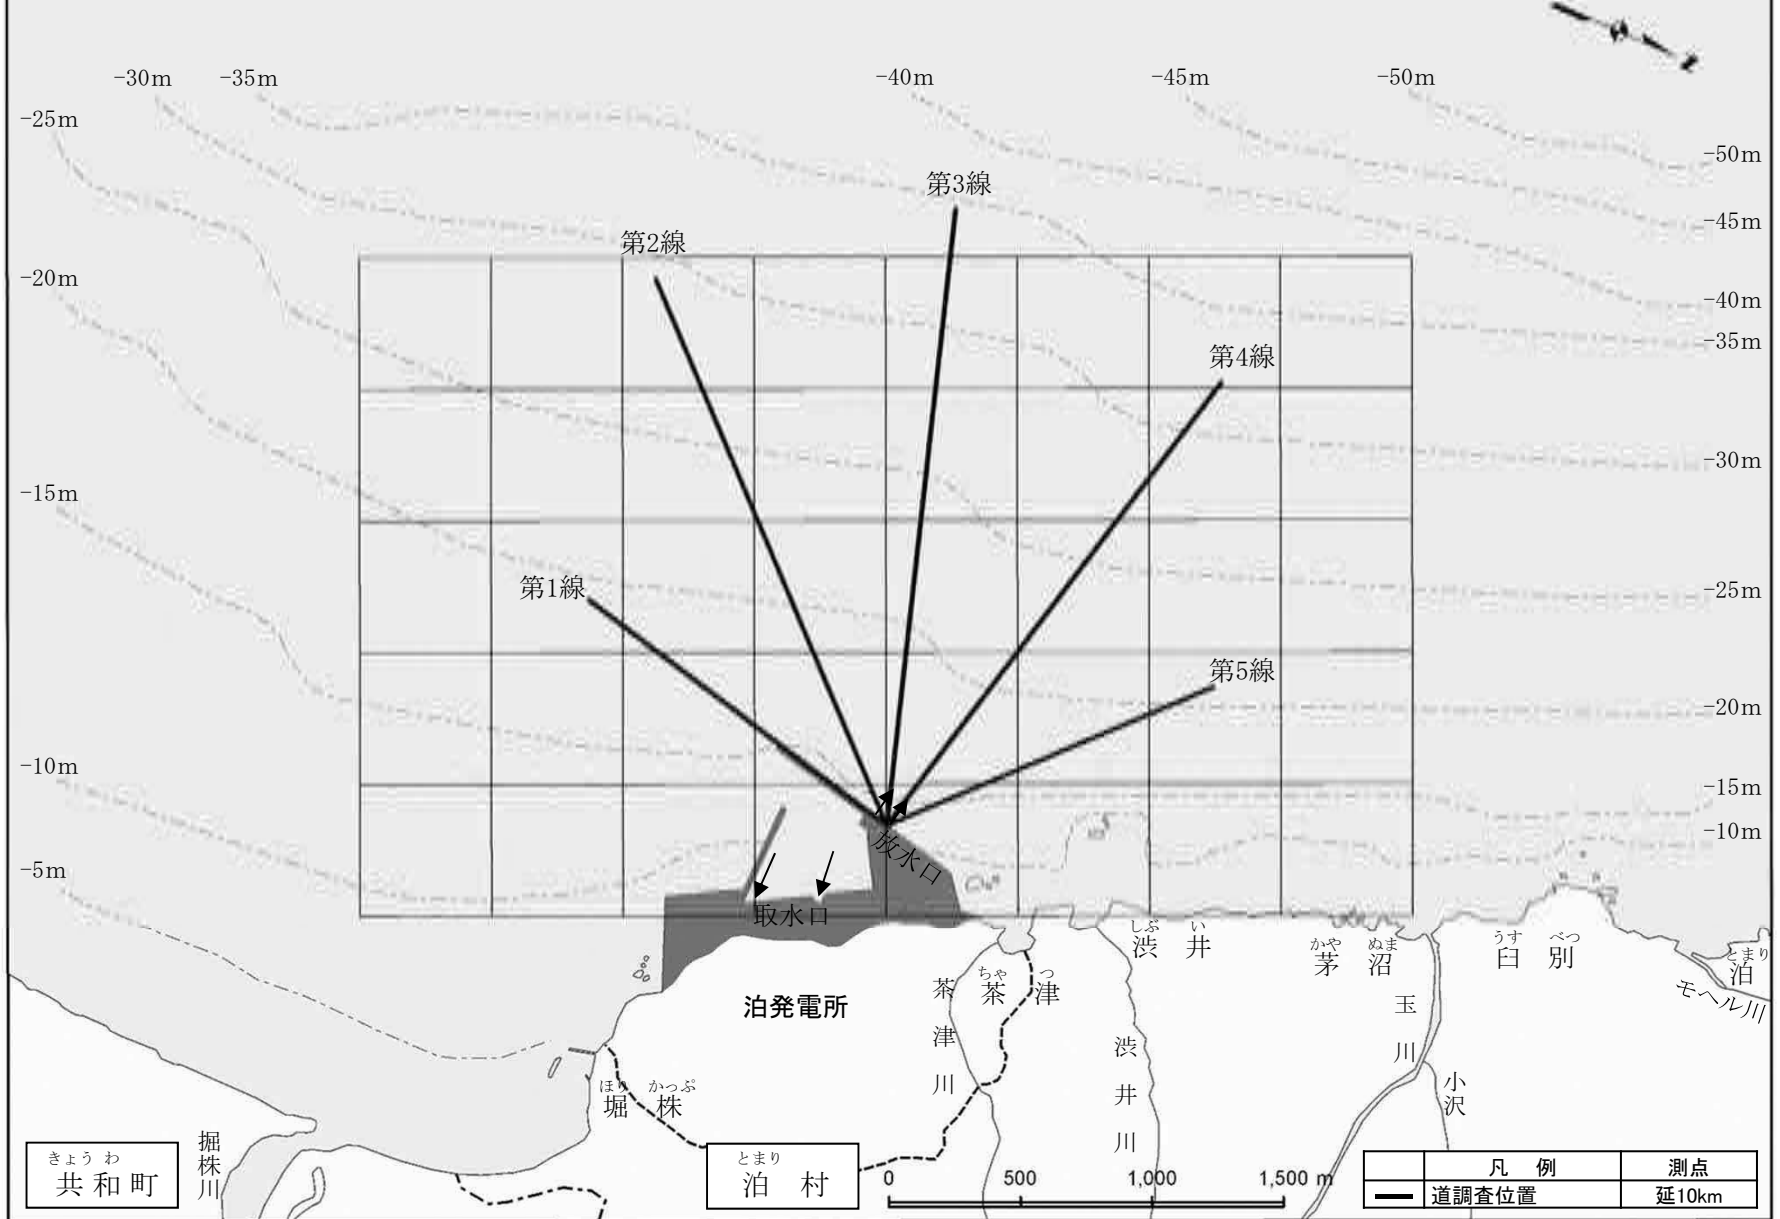 -30m -35m -40m -45m -50m
-25m
-50m
第3線
-45m
第2線
-20m
-40m
-35m
第4線
-30m
-15m
第1線
-25m
第5線
-20m
-10m
-15m
-10m
放水口
-5m
取水口
しぶ い
渋 井
かや ぬま
茅 沼
うす べつ
臼 別
とまり
泊
モヘル川
ちゃ つ
茶 津
泊発電所
茶津川
渋井川
玉川
小沢
ほり かっぷ
堀 株
掘株川
きょう わ
共和町
とまり
泊 村
0 500 1,000 1,500 m
凡 例 測点
道調査位置 延10km